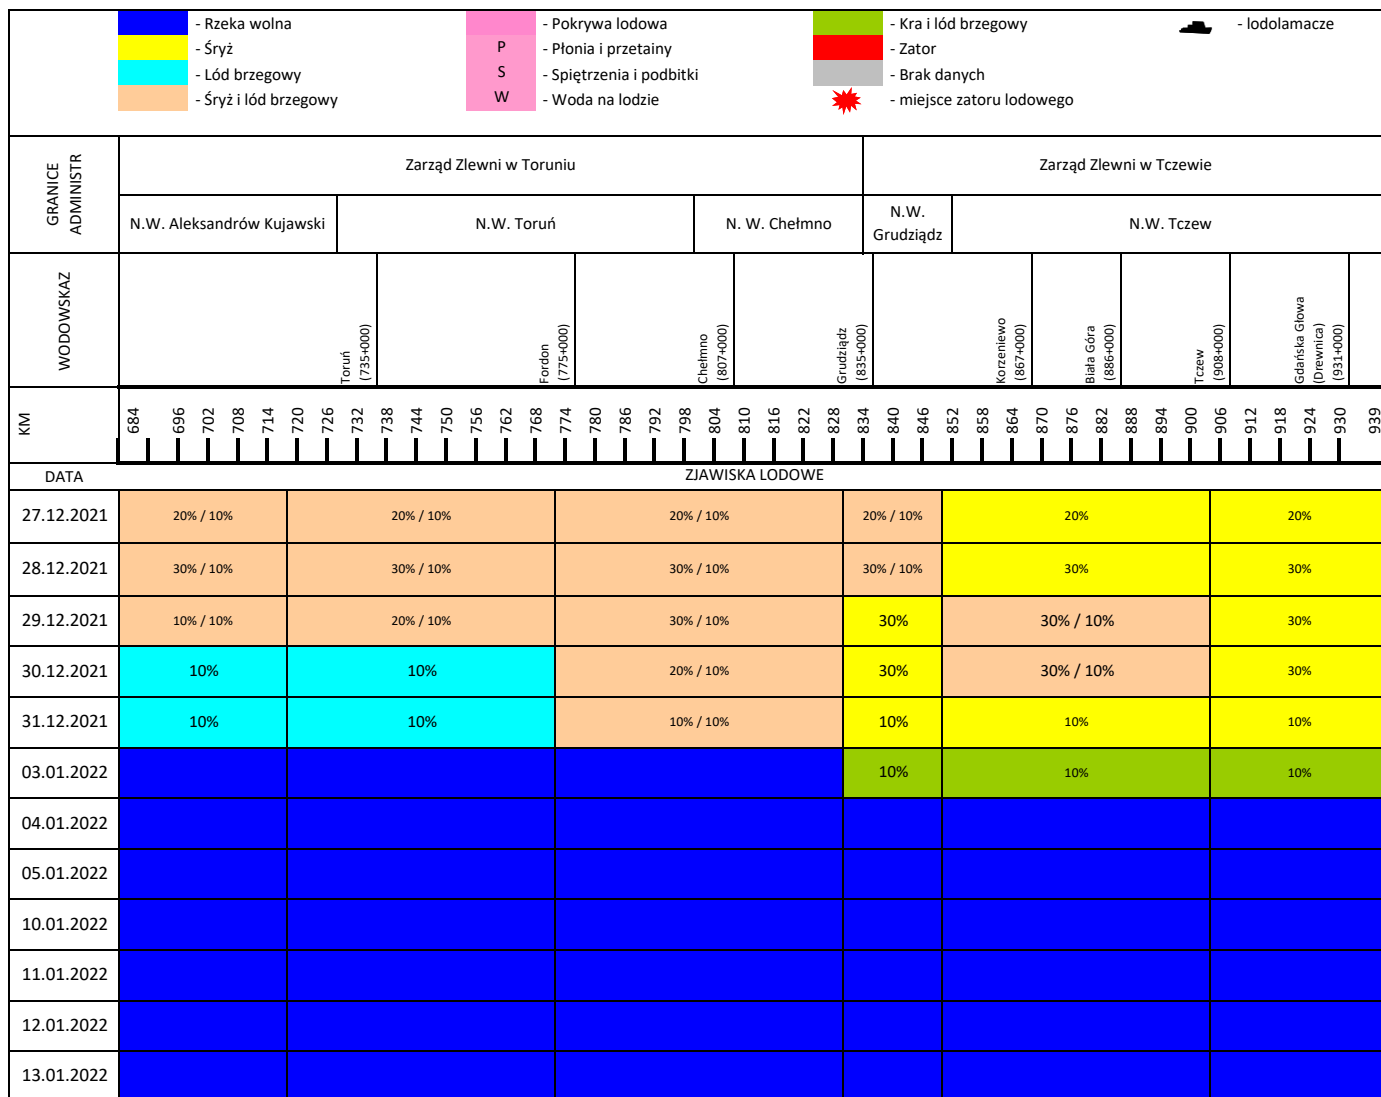 - Rzeka wolna
- Śryż
- Lód brzegowy
- Śryż i lód brzegowy
- Pokrywa lodowa
P - Płonia i przetainy
S - Spiętrzenia i podbitki
W - Woda na lodzie
- Kra i lód brzegowy
- Zator
- Brak danych
- miejsce zatoru lodowego
- lodolamacze
GRANICE
ADMINISTR
Zarząd Zlewni w Toruniu
Zarząd Zlewni w Tczewie
N.W. Aleksandrów Kujawski
N.W. Toruń
N. W. Chełmno
N.W.
Grudziądz
N.W. Tczew
WODOWSKAZ
Toruń
(735+000)
Fordon
(775+000)
Chełmno
(807+000)
Grudziądz
(835+000)
Korzeniewo
(867+000)
Biała Góra
(886+000)
Tczew
(908+000)
Gdańska Głowa
(Drewnica)
(931+000)
KM 684 696 702 708 714 720 726 732 738 744 750 756 762 768 774 780 786 792 798 804 810 816 822 828 834 840 846 852 858 864 870 876 882 888 894 900 906 912 918 924 930 939
DATA ZJAWISKA LODOWE
27.12.2021 20% / 10% 20% / 10% 20% / 10% 20% / 10% 20% 20%
28.12.2021 30% / 10% 30% / 10% 30% / 10% 30% / 10% 30% 30%
29.12.2021 10% / 10% 20% / 10% 30% / 10% 30% 30% / 10% 30%
30.12.2021 10% 10% 20% / 10% 30% 30% / 10% 30%
31.12.2021 10% 10% 10% / 10% 10% 10% 10%
03.01.2022 10% 10% 10%
04.01.2022
05.01.2022
10.01.2022
11.01.2022
12.01.2022
13.01.2022